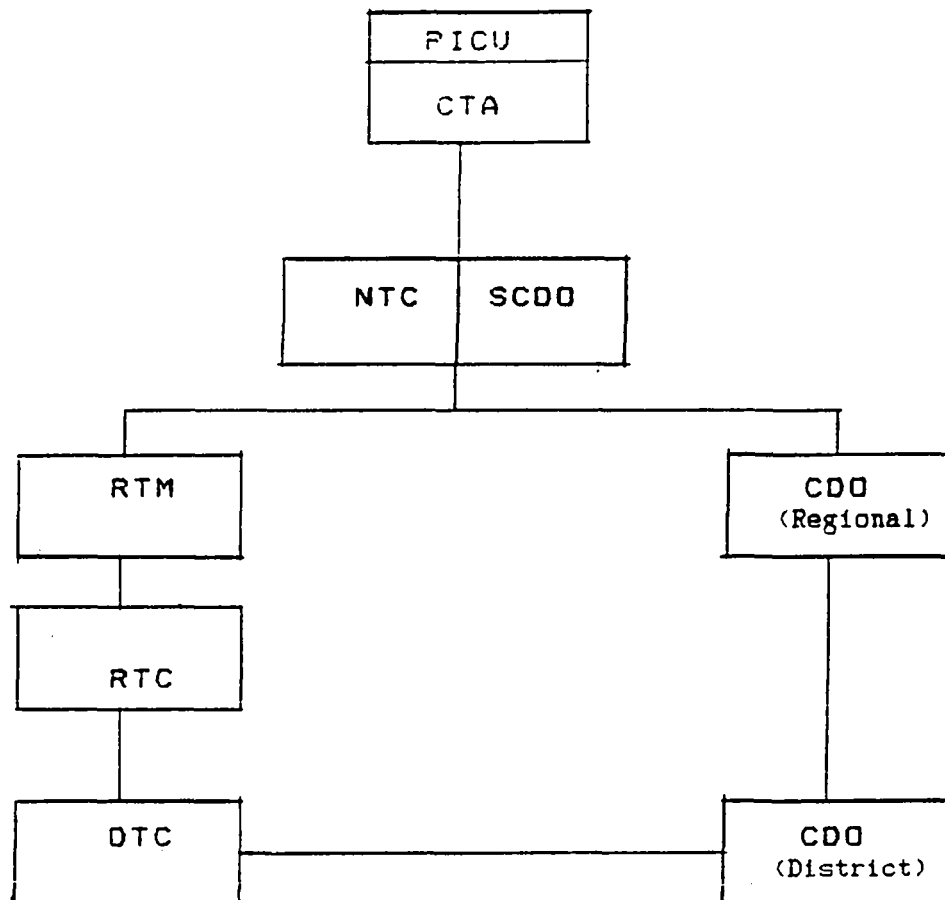 PICU
CTA
NTC SCDO
RTM
CDO
(Regional)
RTC
DTC
CDO
(District)